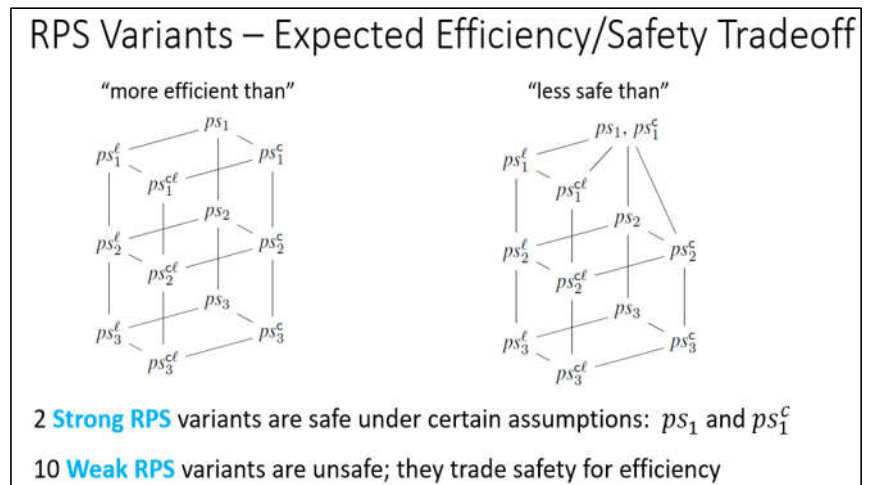 RPS Variants – Expected Efficiency/Safety Tradeoff
“more efficient than” “less safe than”
ps₁ ps₁, ps₁ᶜ
ps₁ˡ ps₁ᶜ ps₁ˡ
ps₁ᶜˡ ps₁ᶜˡ
ps₂ ps₂
ps₂ˡ ps₂ᶜ ps₂ˡ ps₂ᶜ
ps₂ᶜˡ ps₂ᶜˡ
ps₃ ps₃
ps₃ˡ ps₃ᶜ ps₃ˡ ps₃ᶜ
ps₃ᶜˡ ps₃ᶜˡ
2 Strong RPS variants are safe under certain assumptions: ps₁ and ps₁ᶜ
10 Weak RPS variants are unsafe; they trade safety for efficiency